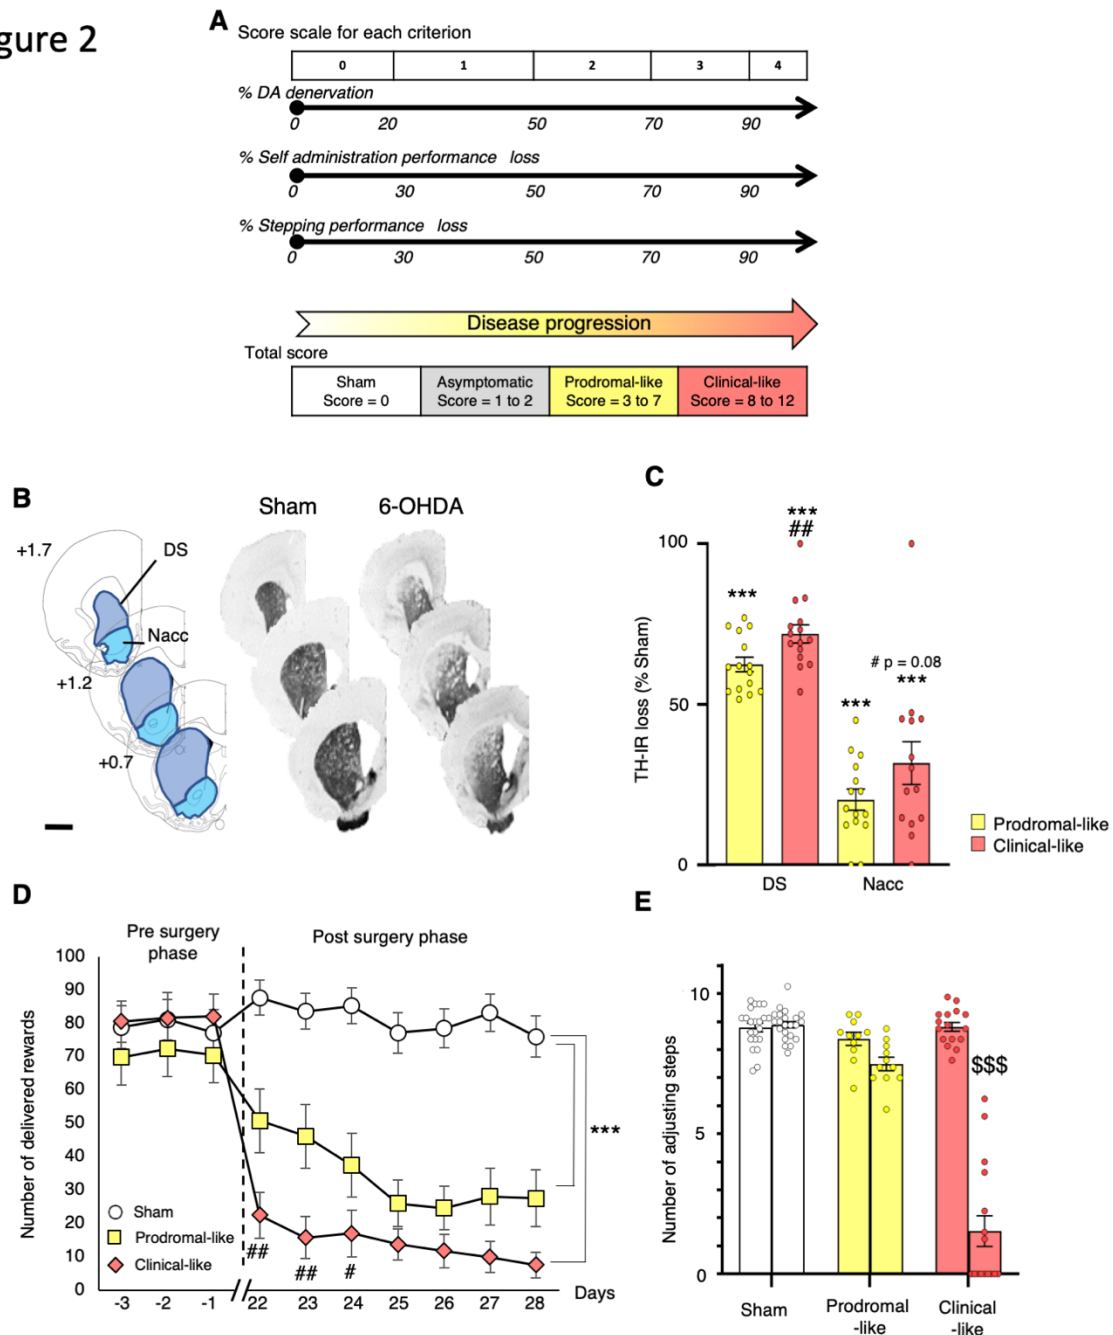 gure 2
A
Score scale for each criterion
0 1 2 3 4
% DA denervation
0 20 50 70 90
% Self administration performance loss
0 30 50 70 90
% Stepping performance loss
0 30 50 70 90
Disease progression
Total score
Sham Asymptomatic Prodromal-like Clinical-like
Score = 0 Score = 1 to 2 Score = 3 to 7 Score = 8 to 12
B
Sham 6-OHDA
+1.7
DS
Nacc
+1.2
+0.7
C
***
##
100
***
# p = 0.08
***
***
50
TH-IR loss (% Sham)
0
DS Nacc
Prodromal-like
Clinical-like
D
Pre surgery
phase
Post surgery phase
100
90
80
70
60
50
40
30
20
10
0
Number of delivered rewards
***
Sham
Prodromal-like
Clinical-like
## ## #
-3 -2 -1 22 23 24 25 26 27 28 Days
E
10
5
0
Number of adjusting steps
$$$
Sham
Prodromal
-like
Clinical
-like